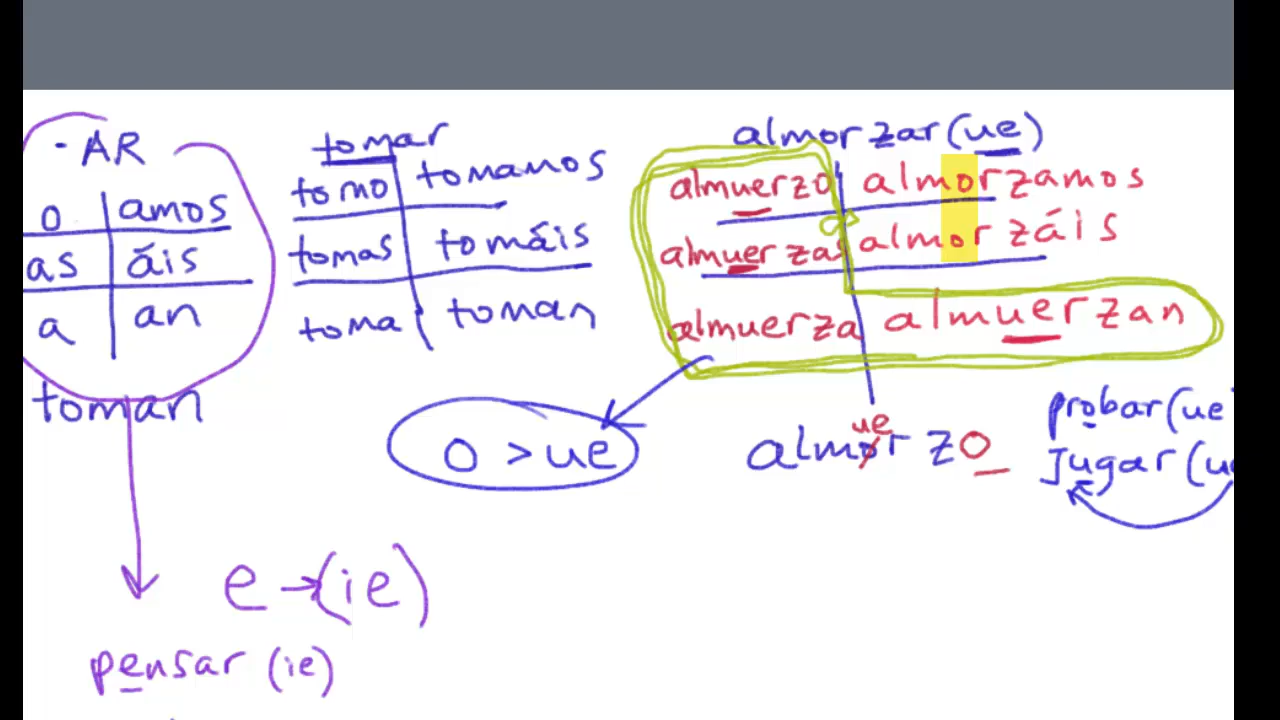 -AR
o amos
as áis
a an
toman
tomar
tomo tomamos
tomas tomáis
toma toman
almorzar (ue)
almuerzo almorzamos
almuerzas almorzáis
almuerza almuerzan
o > ue
ue
almorzo
probar (ue
Jugar (u
e → (ie)
pensar (ie)